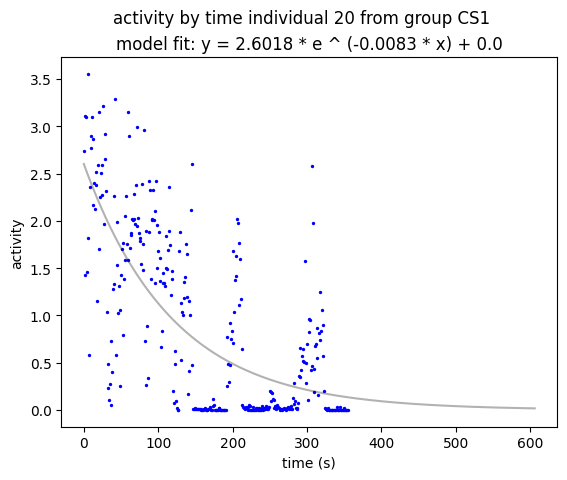 activity by time individual 20 from group CS1
model fit: y = 2.6018 * e ^ (-0.0083 * x) + 0.0
3.5
3.0
2.5
2.0
1.5
1.0
0.5
0.0
activity
0 100 200 300 400 500 600
time (s)